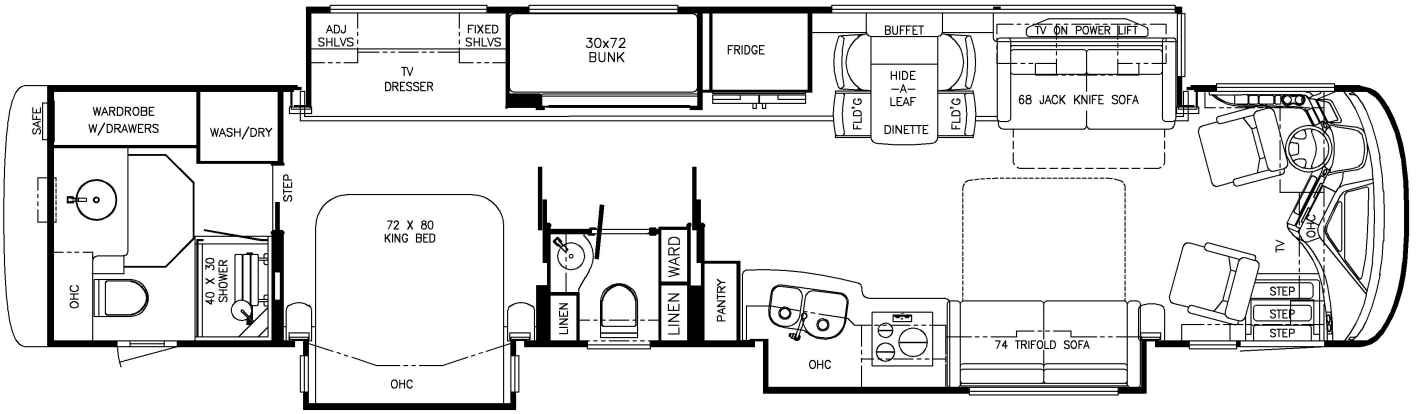 ADJ
SHLVS
FIXED
SHLVS
TV
DRESSER
30x72
BUNK
FRIDGE
BUFFET
HIDE
-A-
LEAF
DINETTE
FLD'G
FLD'G
TV ON POWER LIFT
68 JACK KNIFE SOFA
SAFE
WARDROBE
W/DRAWERS
WASH/DRY
STEP
72 X 80
KING BED
OHC
40 X 30
SHOWER
OHC
LINEN
WARD
LINEN
PANTRY
OHC
74 TRIFOLD SOFA
TV
OHC
STEP
STEP
STEP